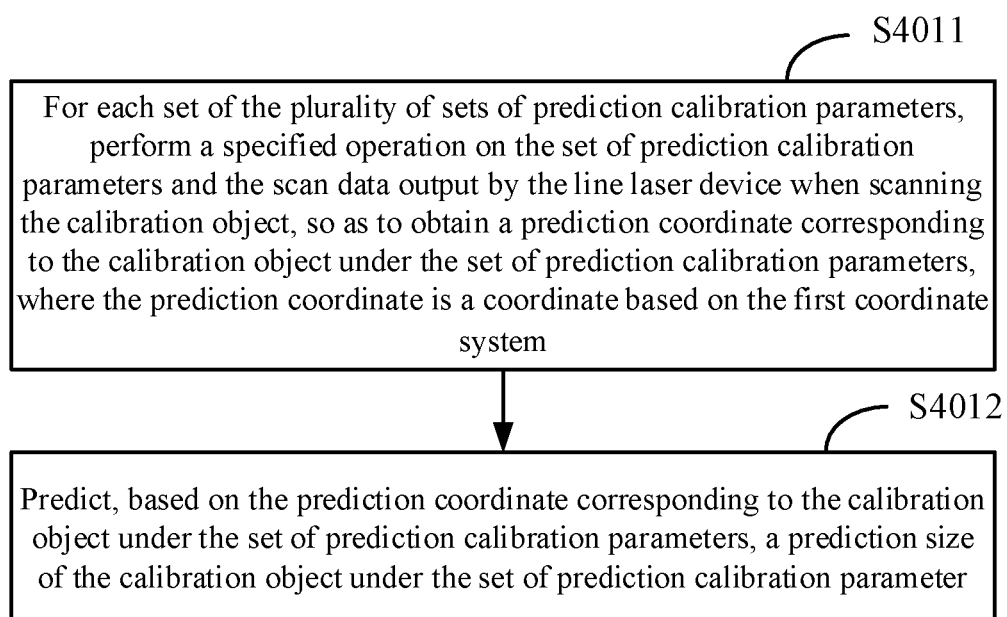 S4011
For each set of the plurality of sets of prediction calibration parameters,
perform a specified operation on the set of prediction calibration
parameters and the scan data output by the line laser device when scanning
the calibration object, so as to obtain a prediction coordinate corresponding
to the calibration object under the set of prediction calibration parameters,
where the prediction coordinate is a coordinate based on the first coordinate
system
S4012
Predict, based on the prediction coordinate corresponding to the calibration
object under the set of prediction calibration parameters, a prediction size
of the calibration object under the set of prediction calibration parameter